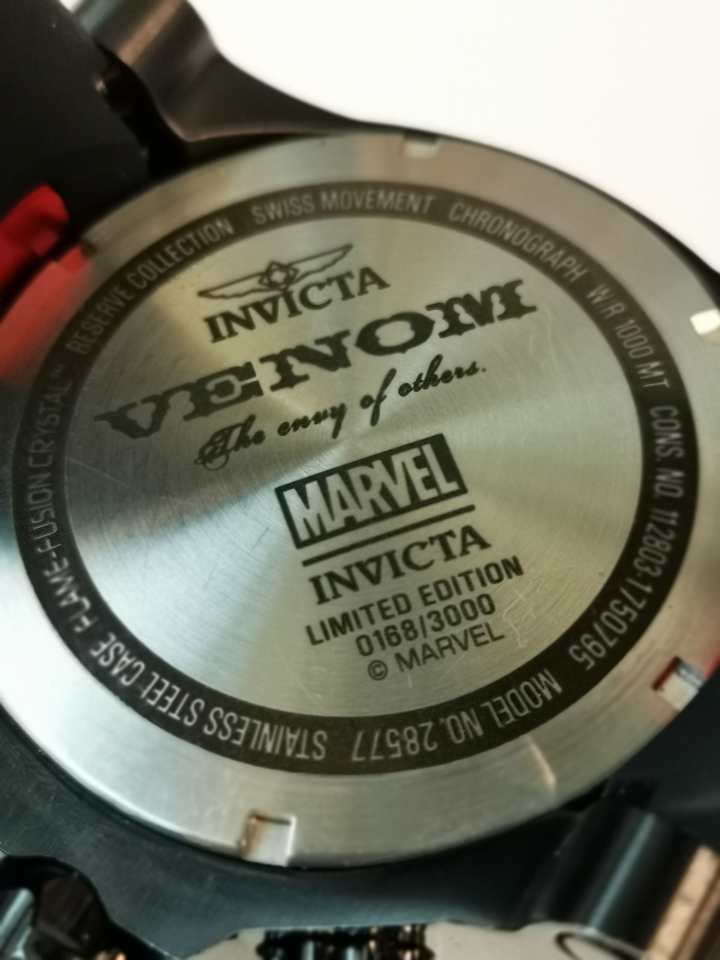 INVICTA
VENOM
The envy of others.
MARVEL
INVICTA
LIMITED EDITION
0168/3000
© MARVEL
RESERVE COLLECTION SWISS MOVEMENT CHRONOGRAPH W/R 1000 MT CONS. NO. 112803-1750795 MODEL NO. 28577 STAINLESS STEEL CASE FLAME-FUSION CRYSTAL™